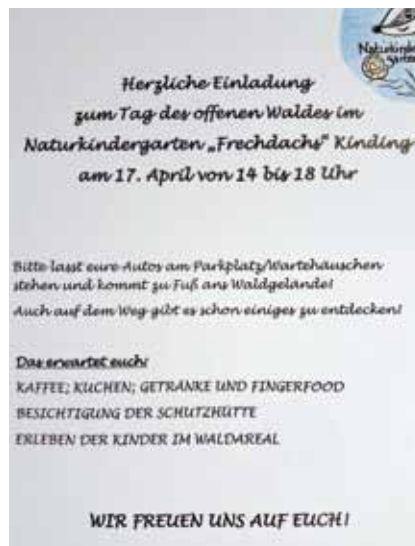 Naturkinder
garten
Herzliche Einladung
zum Tag des offenen Waldes im
Naturkindergarten „Frechdachs“ Kinding
am 17. April von 14 bis 18 Uhr
Bitte lasst eure Autos am Parkplatz/Wartehäuschen
stehen und kommt zu Fuß ans Waldgelände!
Auch auf dem Weg gibt es schon einiges zu entdecken!
Das erwartet euch:
KAFFEE; KUCHEN; GETRÄNKE UND FINGERFOOD
BESICHTIGUNG DER SCHUTZHÜTTE
ERLEBEN DER KINDER IM WALDAREAL
WIR FREUEN UNS AUF EUCH!